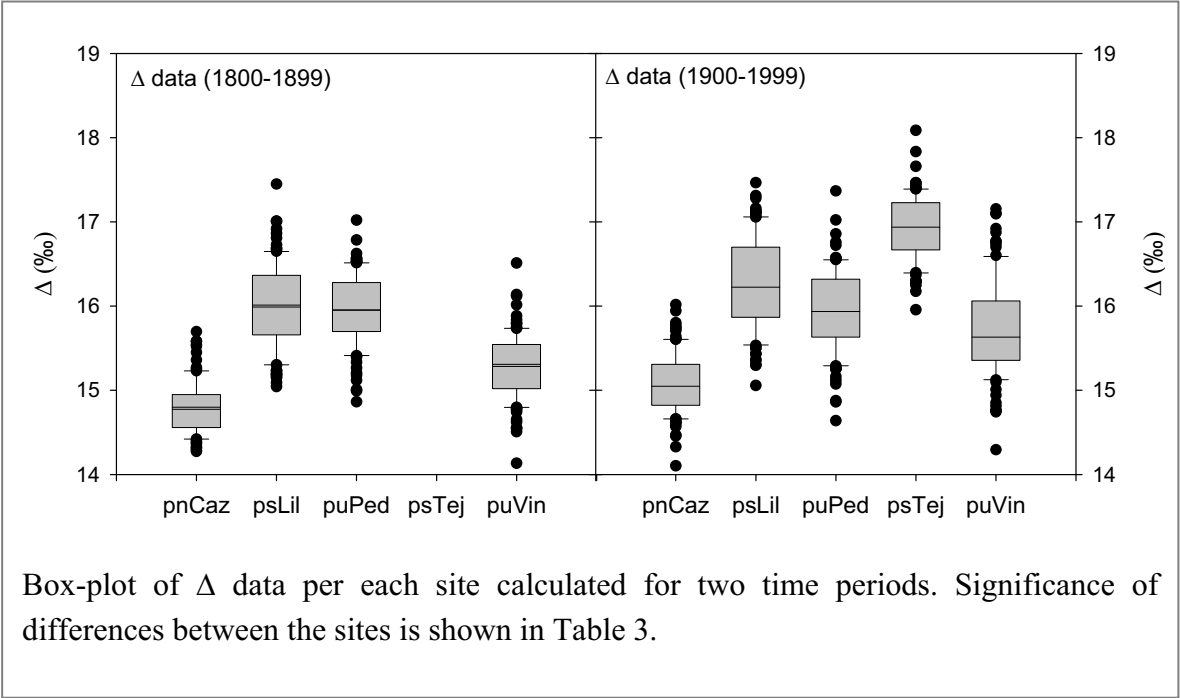 Δ data (1800-1899)
Δ data (1900-1999)
Δ (‰)
19
18
17
16
15
14
19
18
17
16
15
14
Δ (‰)
pnCaz psLil puPed psTej puVin
pnCaz psLil puPed psTej puVin
Box-plot of Δ data per each site calculated for two time periods. Significance of
differences between the sites is shown in Table 3.